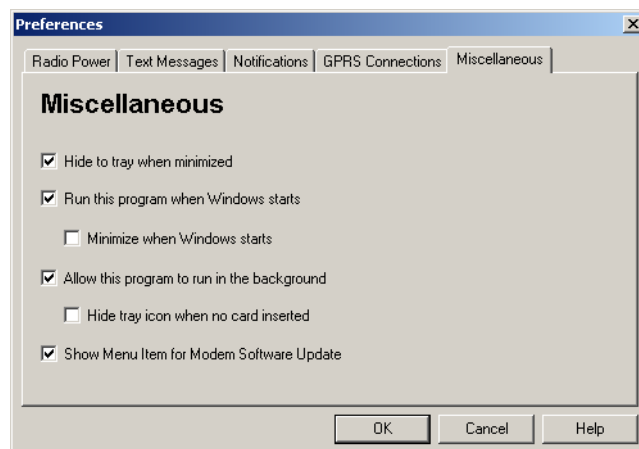 Preferences
Radio Power Text Messages Notifications GPRS Connections Miscellaneous
Miscellaneous
Hide to tray when minimized
Run this program when Windows starts
Minimize when Windows starts
Allow this program to run in the background
Hide tray icon when no card inserted
Show Menu Item for Modem Software Update
OK Cancel Help